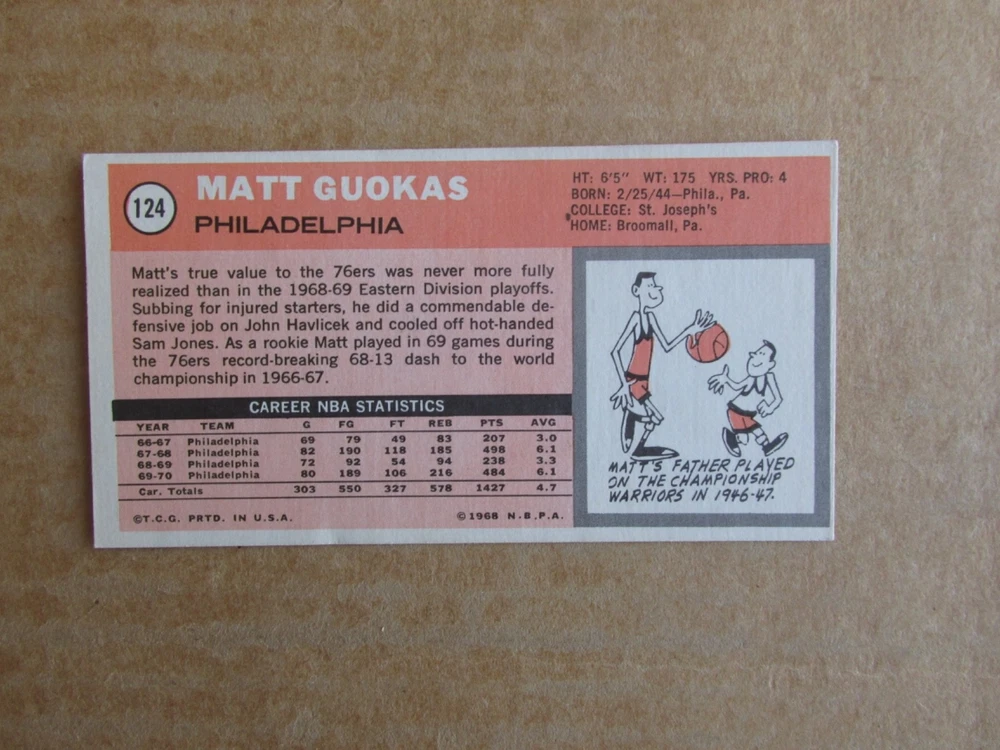 124
MATT GUOKAS
PHILADELPHIA
HT: 6'5" WT: 175 YRS. PRO: 4
BORN: 2/25/44—Phila., Pa.
COLLEGE: St. Joseph's
HOME: Broomall, Pa.
Matt's true value to the 76ers was never more fully
realized than in the 1968-69 Eastern Division playoffs.
Subbing for injured starters, he did a commendable de-
fensive job on John Havlicek and cooled off hot-handed
Sam Jones. As a rookie Matt played in 69 games during
the 76ers record-breaking 68-13 dash to the world
championship in 1966-67.
CAREER NBA STATISTICS
YEAR TEAM G FG FT REB PTS AVG
66-67 Philadelphia 69 79 49 83 207 3.0
67-68 Philadelphia 82 190 118 185 498 6.1
68-69 Philadelphia 72 92 54 94 238 3.3
69-70 Philadelphia 80 189 106 216 484 6.1
Car. Totals 303 550 327 578 1427 4.7
©T.C.G. PRTD. IN U.S.A. ©1968 N.B.P.A.
MATT'S FATHER PLAYED
ON THE CHAMPIONSHIP
WARRIORS IN 1946-47.